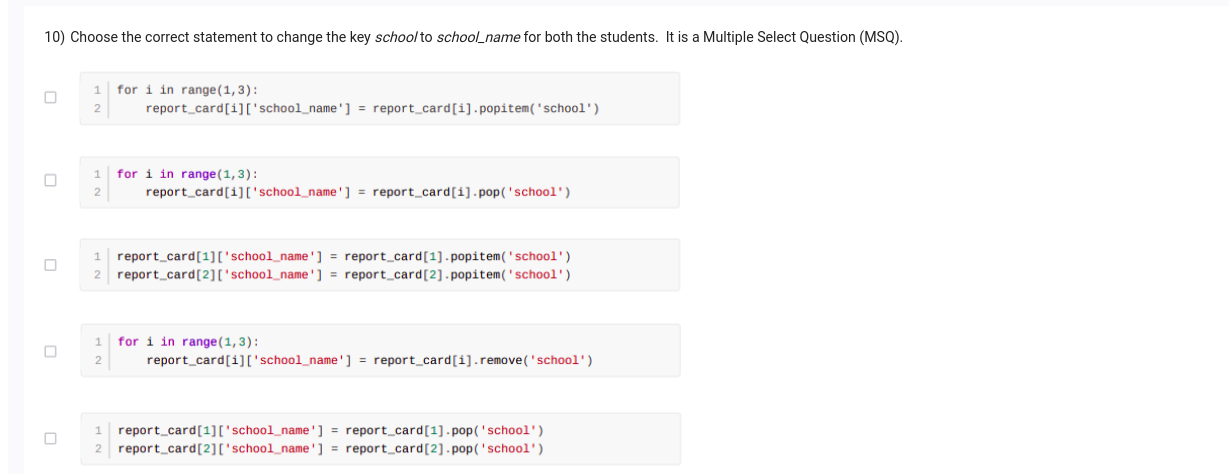 10) Choose the correct statement to change the key school to school_name for both the students. It is a Multiple Select Question (MSQ).
1 for i in range(1,3):
2 report_card[i]['school_name'] = report_card[i].popitem('school')
1 for i in range(1,3):
2 report_card[i]['school_name'] = report_card[i].pop('school')
1 report_card[1]['school_name'] = report_card[1].popitem('school')
2 report_card[2]['school_name'] = report_card[2].popitem('school')
1 for i in range(1,3):
2 report_card[i]['school_name'] = report_card[i].remove('school')
1 report_card[1]['school_name'] = report_card[1].pop('school')
2 report_card[2]['school_name'] = report_card[2].pop('school')